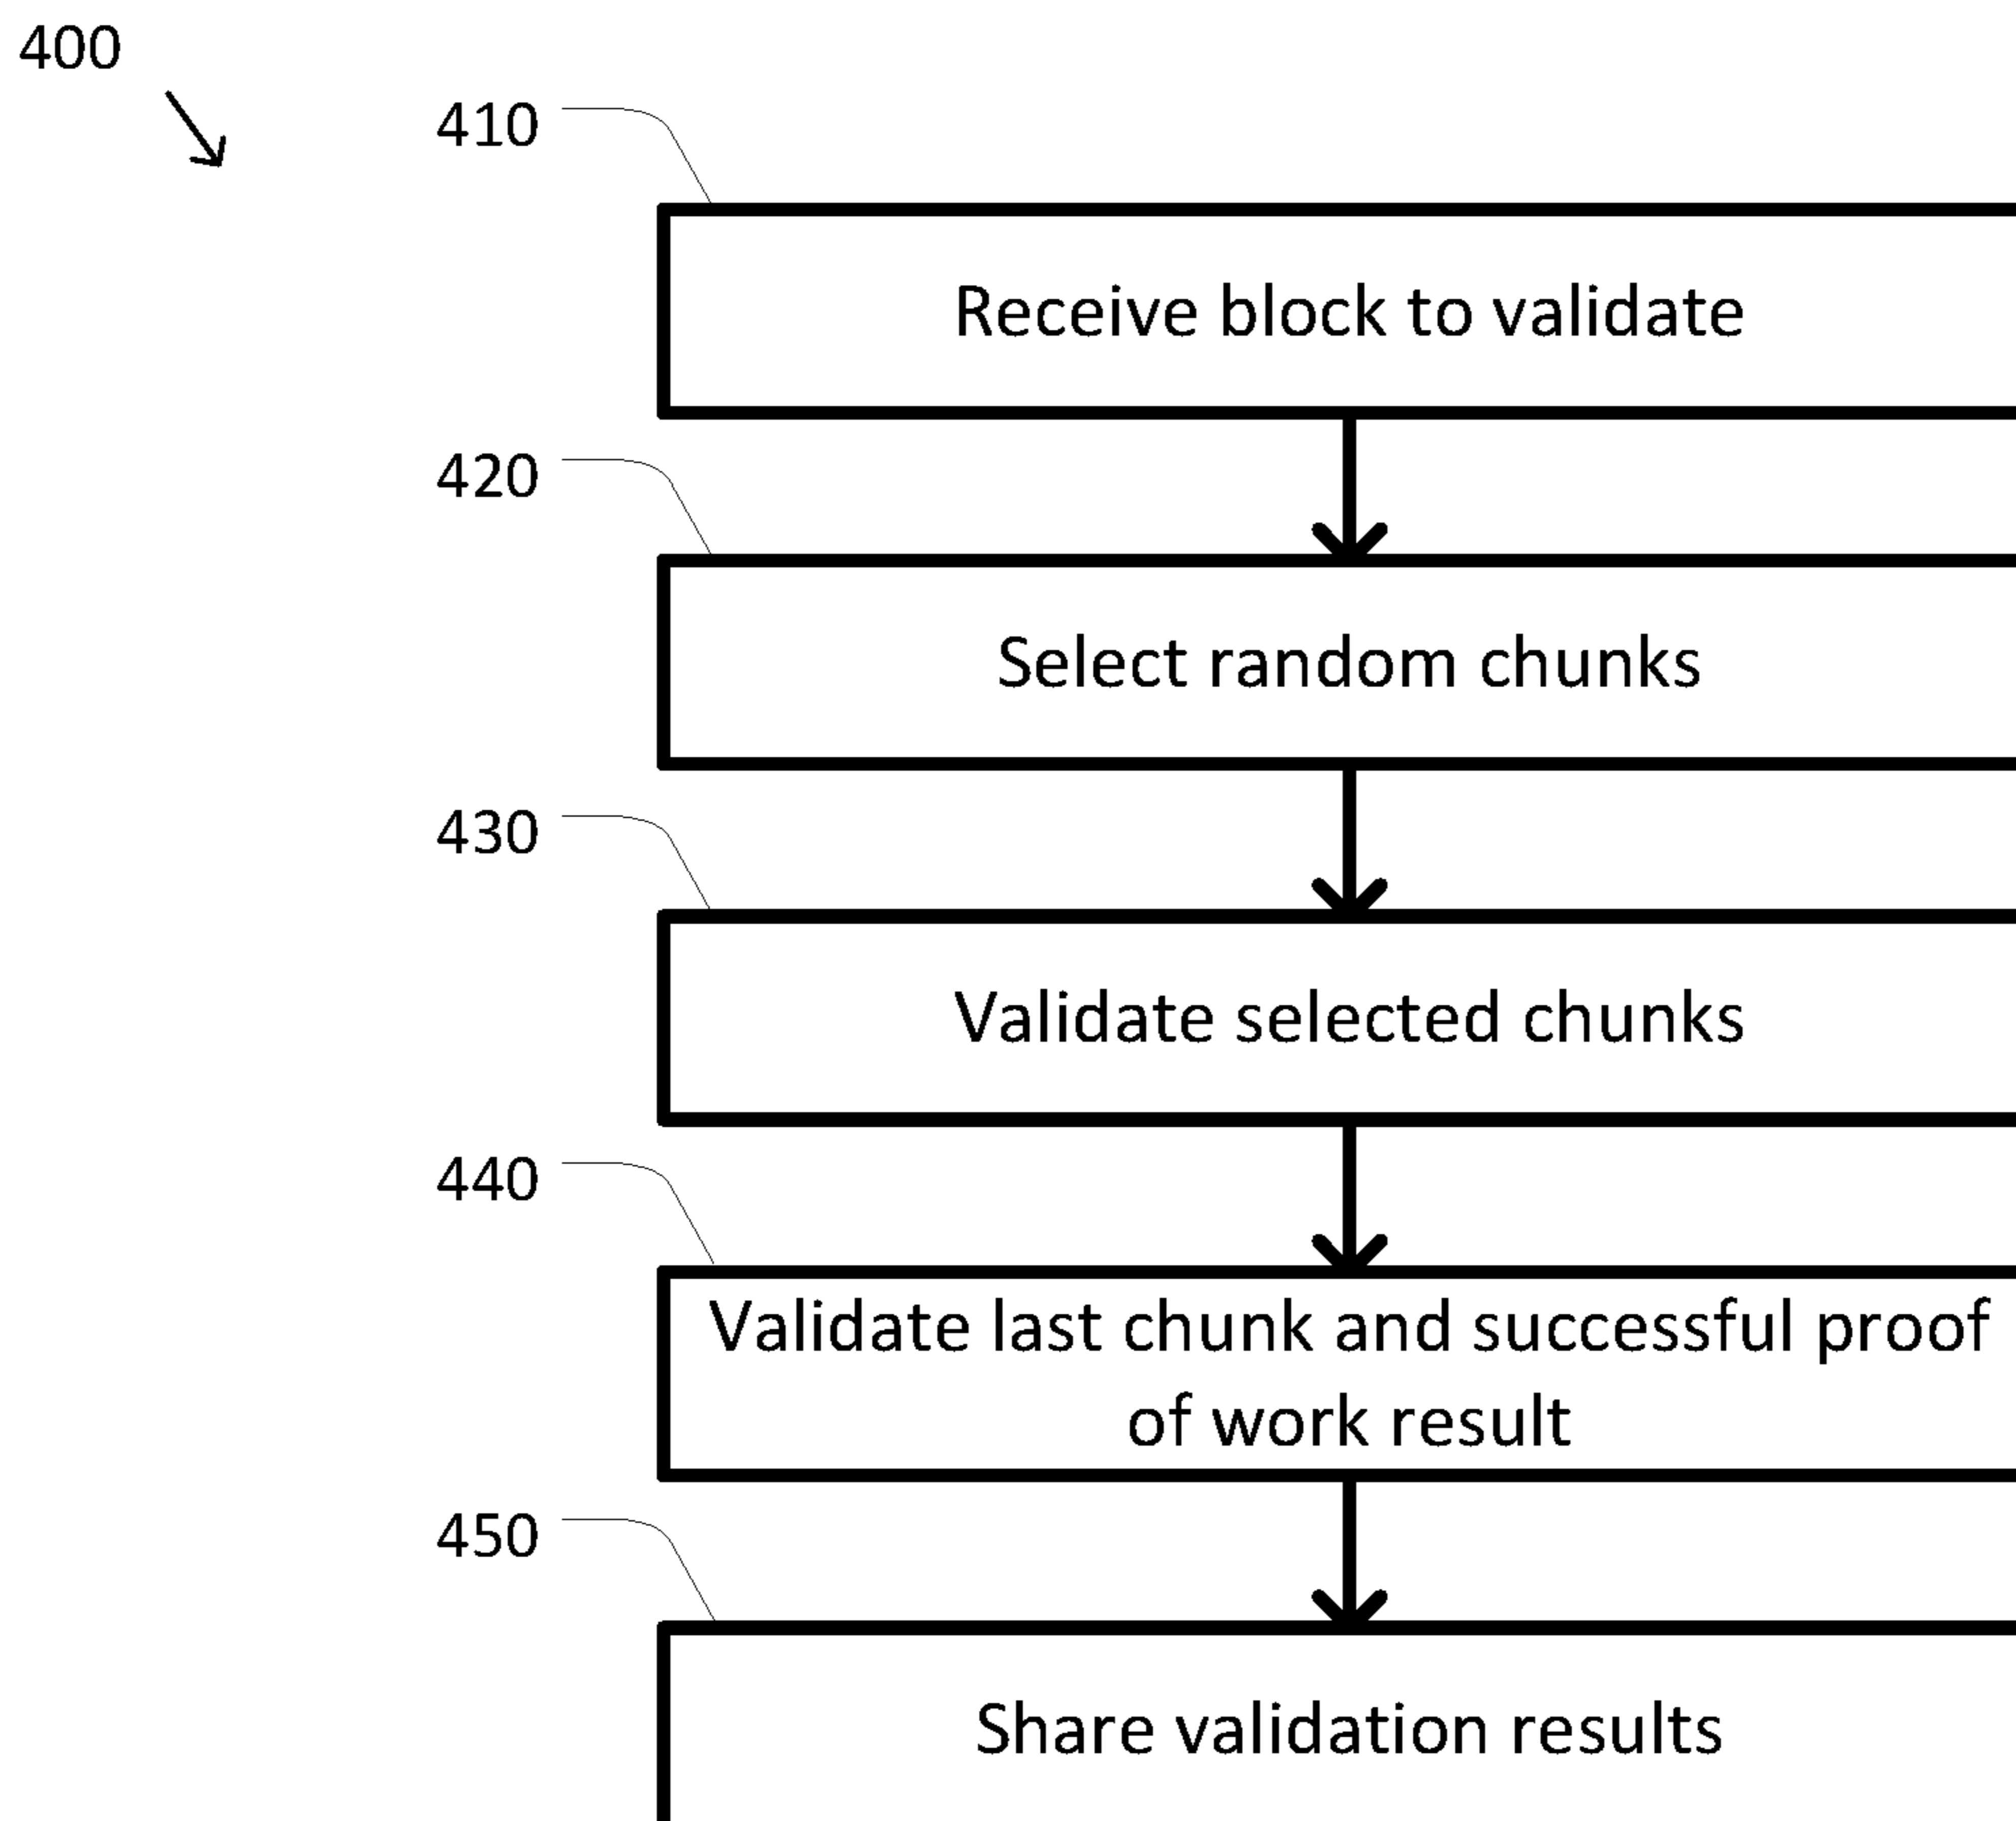 400
410
Receive block to validate
420
Select random chunks
430
Validate selected chunks
440
Validate last chunk and successful proof
of work result
450
Share validation results